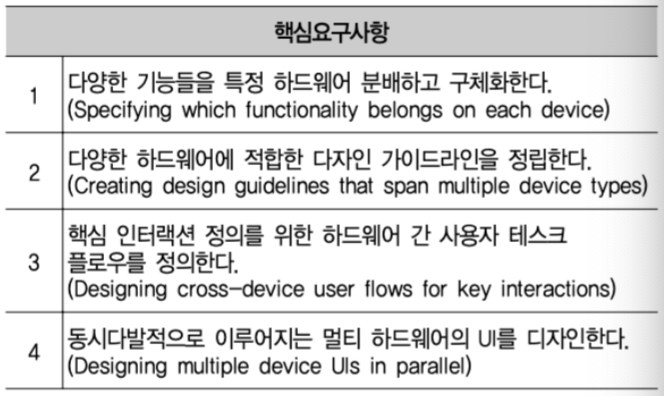 핵심요구사항
1
다양한 기능들을 특정 하드웨어 분배하고 구체화한다.
(Specifying which functionality belongs on each device)
2
다양한 하드웨어에 적합한 다자인 가이드라인을 정립한다.
(Creating design guidelines that span multiple device types)
3
핵심 인터랙션 정의를 위한 하드웨어 간 사용자 테스크
플로우를 정의한다.
(Designing cross-device user flows for key interactions)
4
동시다발적으로 이루어지는 멀티 하드웨어의 UI를 디자인한다.
(Designing multiple device UIs in parallel)